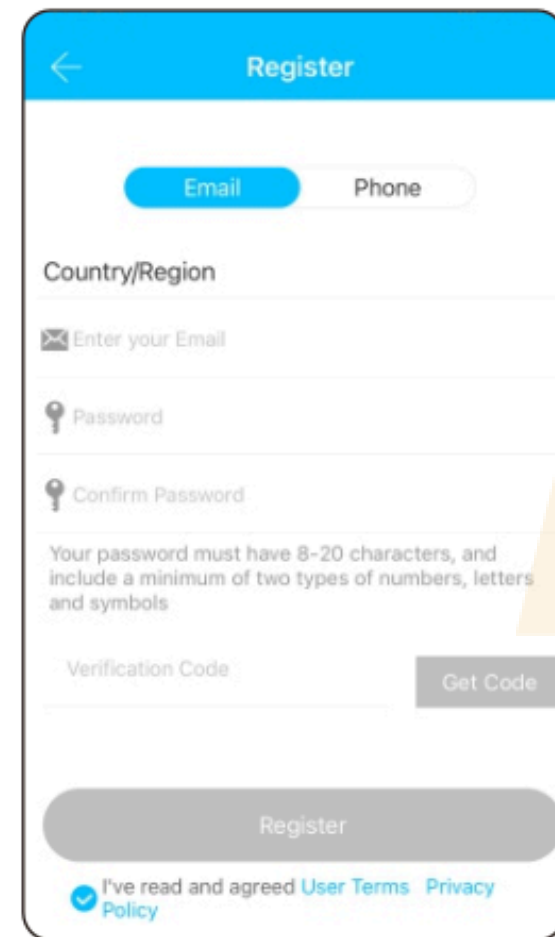 Register
Email Phone
Country/Region
Enter your Email
Password
Confirm Password
Your password must have 8-20 characters, and
include a minimum of two types of numbers, letters
and symbols
Verification Code Get Code
Register
I've read and agreed User Terms Privacy
Policy